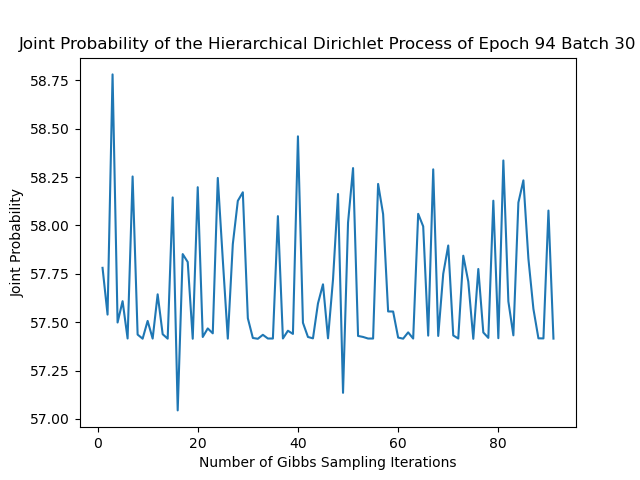 Joint Probability of the Hierarchical Dirichlet Process of Epoch 94 Batch 30
58.75
58.50
58.25
58.00
57.75
57.50
57.25
57.00
Joint Probability
0 20 40 60 80
Number of Gibbs Sampling Iterations